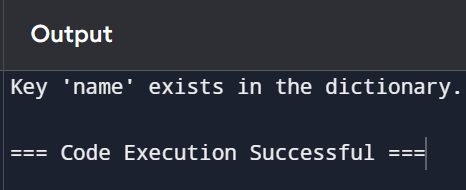 Output
Key 'name' exists in the dictionary.
=== Code Execution Successful ===